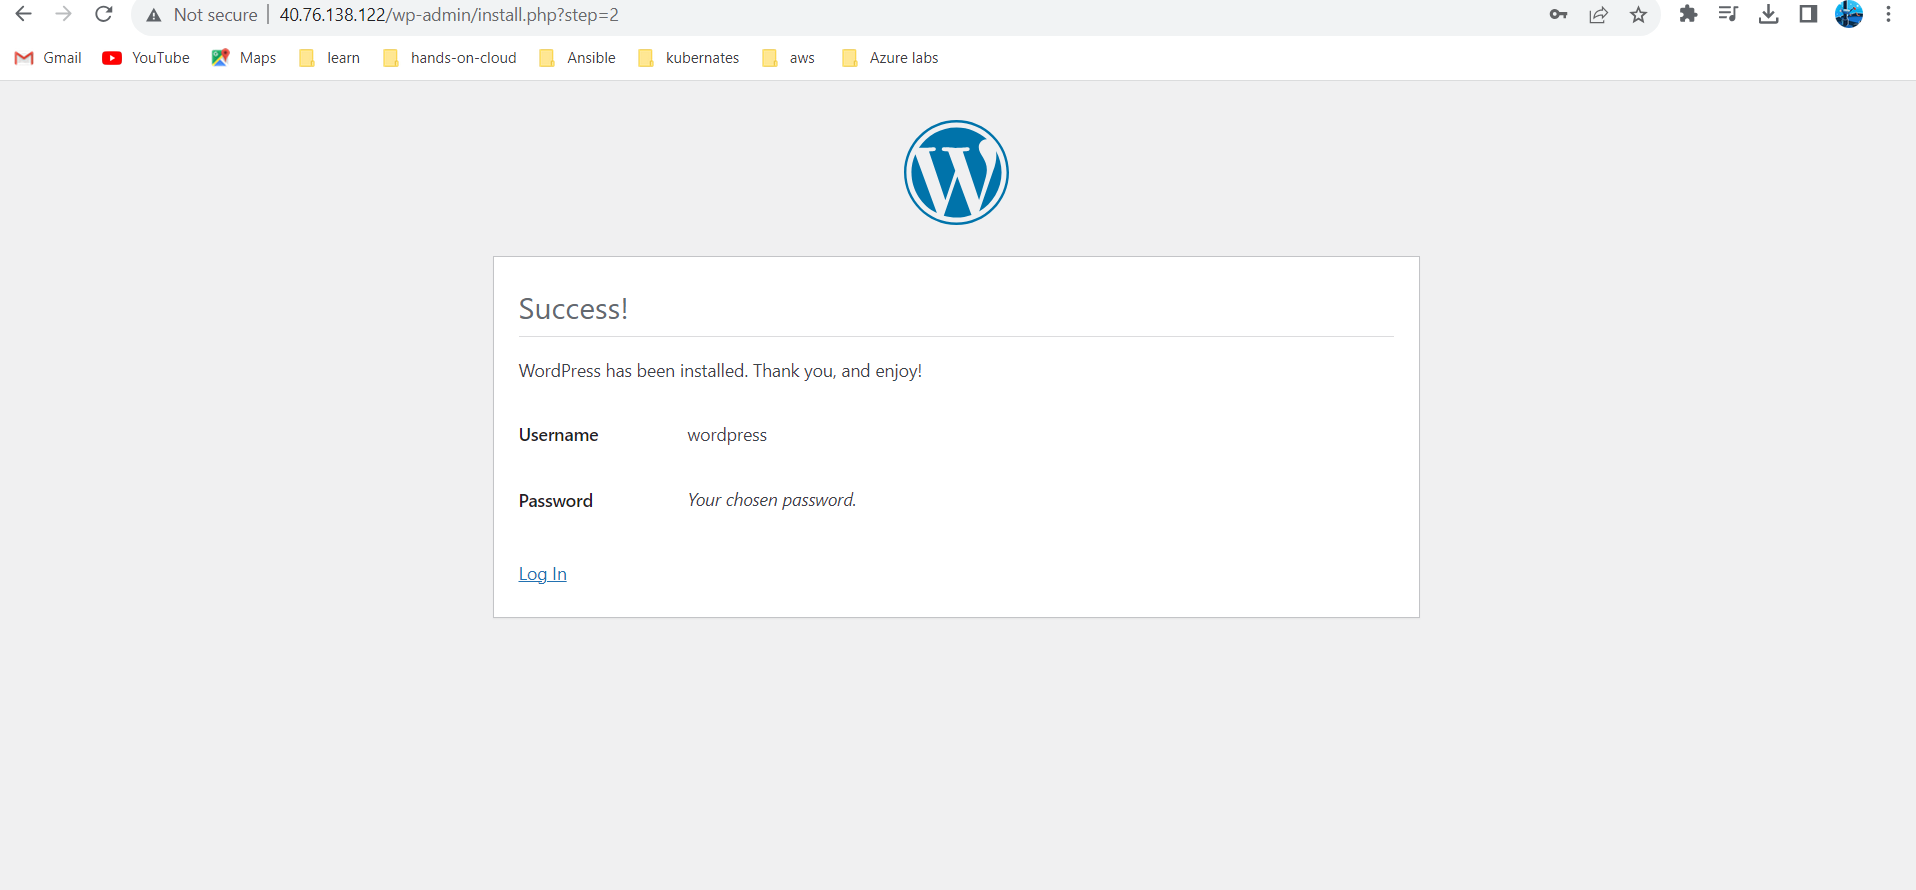 Not secure | 40.76.138.122/wp-admin/install.php?step=2
Gmail YouTube Maps learn hands-on-cloud Ansible kubernates aws Azure labs
W
Success!
WordPress has been installed. Thank you, and enjoy!
Username wordpress
Password Your chosen password.
Log In